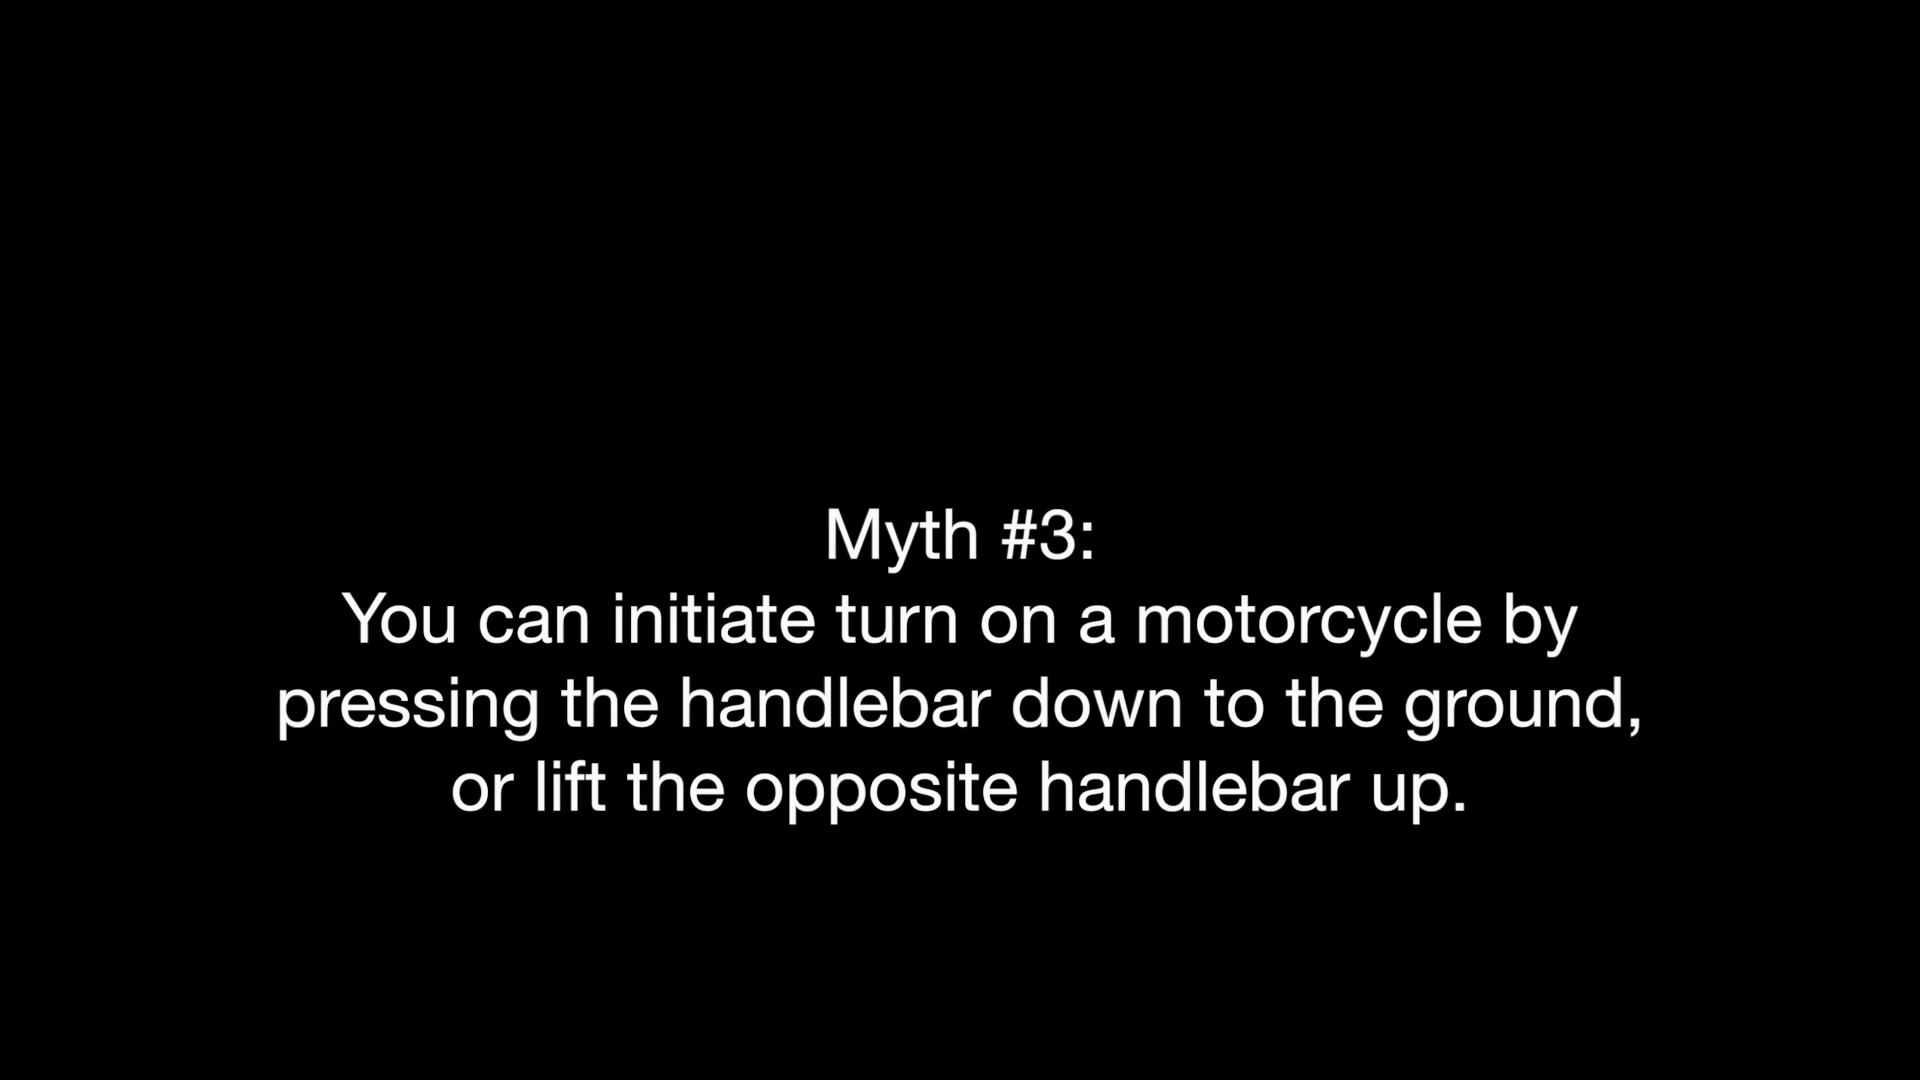 Myth #3:
You can initiate turn on a motorcycle by
pressing the handlebar down to the ground,
or lift the opposite handlebar up.